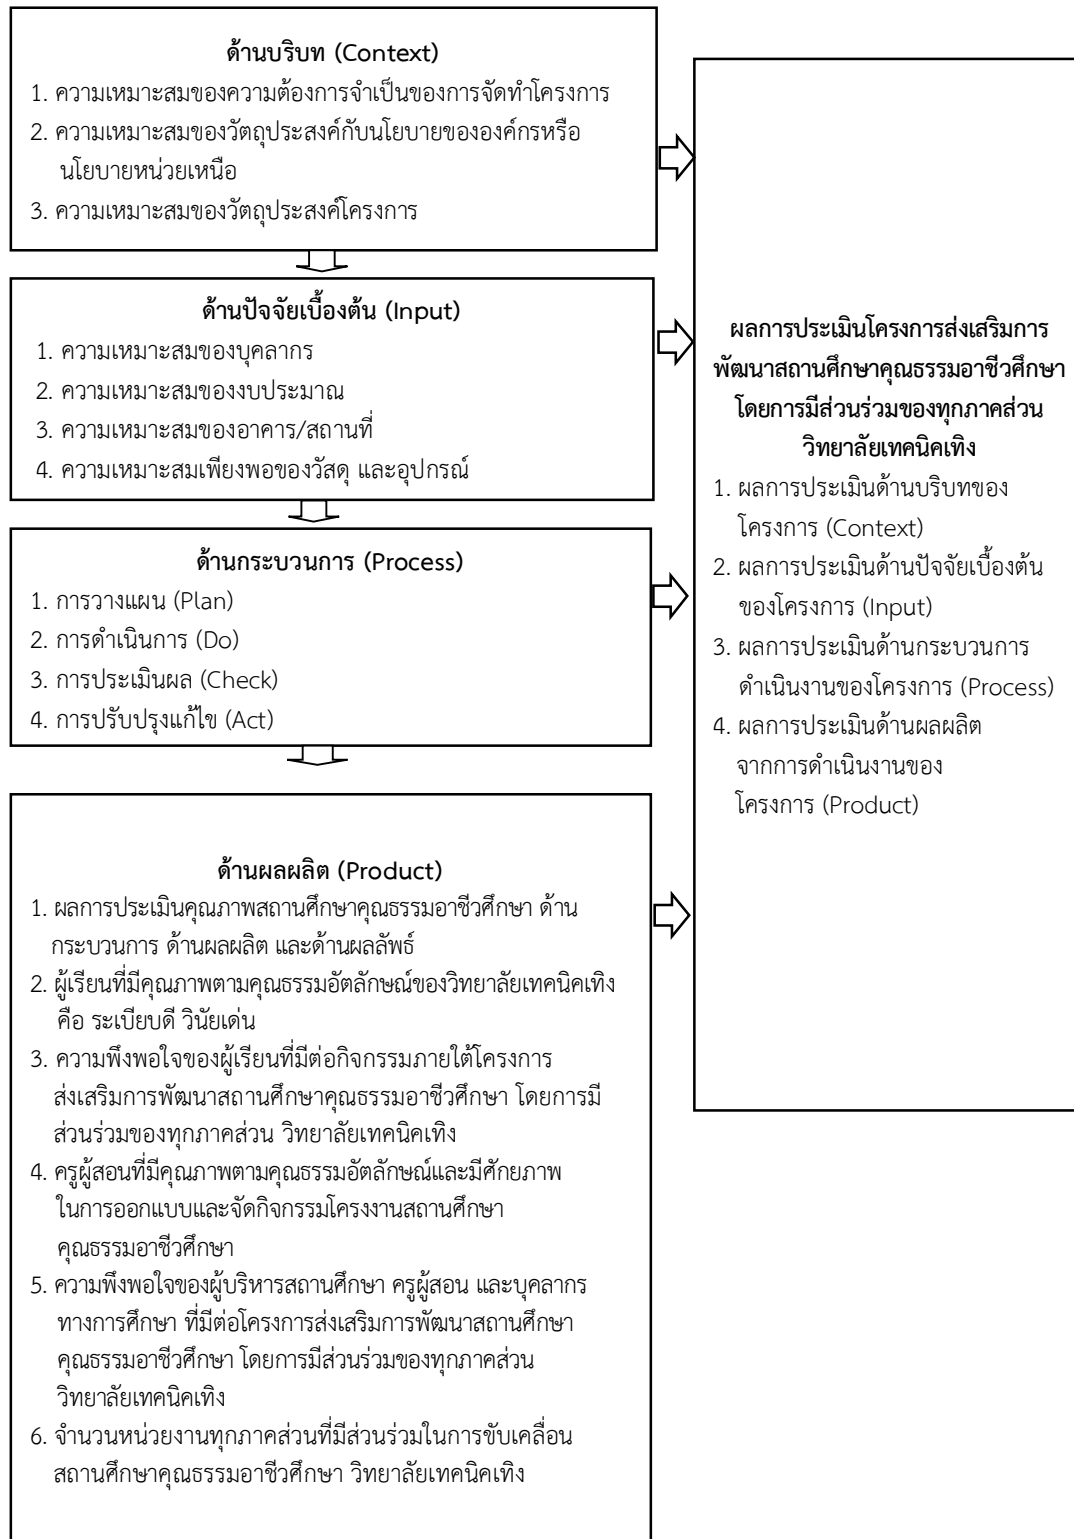 ด้านบริบท (Context)
1. ความเหมาะสมของความต้องการจำเป็นของการจัดทำโครงการ
2. ความเหมาะสมของวัตถุประสงค์กับนโยบายขององค์กรหรือ
นโยบายหน่วยเหนือ
3. ความเหมาะสมของวัตถุประสงค์โครงการ
ด้านปัจจัยเบื้องต้น (Input)
1. ความเหมาะสมของบุคลากร
2. ความเหมาะสมของงบประมาณ
3. ความเหมาะสมของอาคาร/สถานที่
4. ความเหมาะสมเพียงพอของวัสดุ และอุปกรณ์
ด้านกระบวนการ (Process)
1. การวางแผน (Plan)
2. การดำเนินการ (Do)
3. การประเมินผล (Check)
4. การปรับปรุงแก้ไข (Act)
ด้านผลผลิต (Product)
1. ผลการประเมินคุณภาพสถานศึกษาคุณธรรมอาชีวศึกษา ด้าน
กระบวนการ ด้านผลผลิต และด้านผลลัพธ์
2. ผู้เรียนที่มีคุณภาพตามคุณธรรมอัตลักษณ์ของวิทยาลัยเทคนิคเทิง
คือ ระเบียบดี วินัยเด่น
3. ความพึงพอใจของผู้เรียนที่มีต่อกิจกรรมภายใต้โครงการ
ส่งเสริมการพัฒนาสถานศึกษาคุณธรรมอาชีวศึกษา โดยการมี
ส่วนร่วมของทุกภาคส่วน วิทยาลัยเทคนิคเทิง
4. ครูผู้สอนที่มีคุณภาพตามคุณธรรมอัตลักษณ์และมีศักยภาพ
ในการออกแบบและจัดกิจกรรมโครงงานสถานศึกษา
คุณธรรมอาชีวศึกษา
5. ความพึงพอใจของผู้บริหารสถานศึกษา ครูผู้สอน และบุคลากร
ทางการศึกษา ที่มีต่อโครงการส่งเสริมการพัฒนาสถานศึกษา
คุณธรรมอาชีวศึกษา โดยการมีส่วนร่วมของทุกภาคส่วน
วิทยาลัยเทคนิคเทิง
6. จำนวนหน่วยงานทุกภาคส่วนที่มีส่วนร่วมในการขับเคลื่อน
สถานศึกษาคุณธรรมอาชีวศึกษา วิทยาลัยเทคนิคเทิง
ผลการประเมินโครงการส่งเสริมการ
พัฒนาสถานศึกษาคุณธรรมอาชีวศึกษา
โดยการมีส่วนร่วมของทุกภาคส่วน
วิทยาลัยเทคนิคเทิง
1. ผลการประเมินด้านบริบทของ
โครงการ (Context)
2. ผลการประเมินด้านปัจจัยเบื้องต้น
ของโครงการ (Input)
3. ผลการประเมินด้านกระบวนการ
ดำเนินงานของโครงการ (Process)
4. ผลการประเมินด้านผลผลิต
จากการดำเนินงานของ
โครงการ (Product)